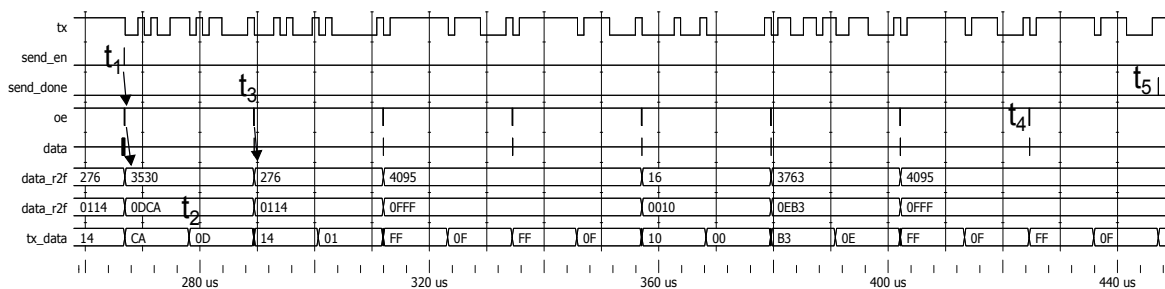 tx
send_en
t1
send_done
t3
t5
oe
t4
data
data_r2f 276 3530 276 4095 16 3763 4095
data_r2f 0114 0DCA 0114 0FFF 0010 0EB3 0FFF
t2
tx_data 14 CA 0D 14 01 FF 0F FF 0F 10 00 B3 0E FF 0F FF 0F
280 us 320 us 360 us 400 us 440 us